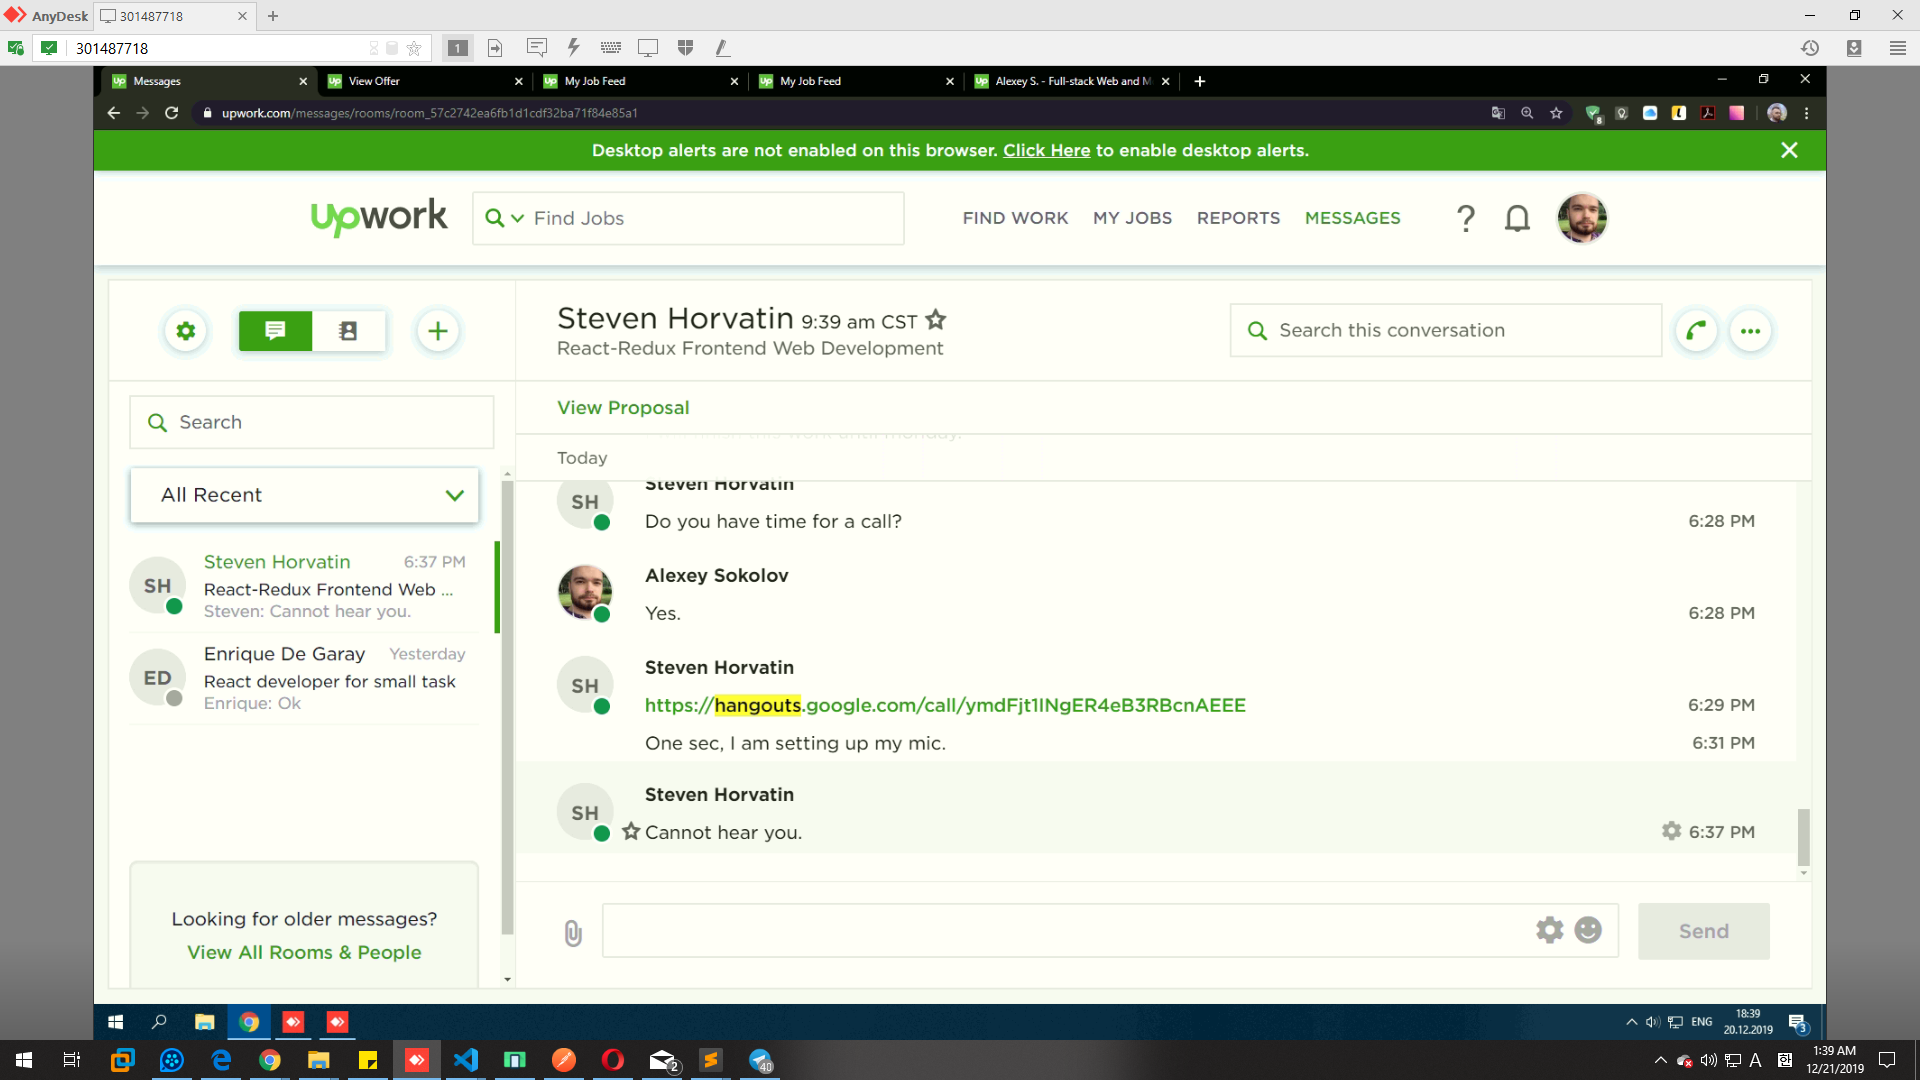 AnyDesk
301487718
301487718
1
Messages
View Offer
My Job Feed
My Job Feed
Alexey S. - Full-stack Web and M
upwork.com/messages/rooms/room_57c2742ea6fb1d1cdf32ba71f84e85a1
8
Desktop alerts are not enabled on this browser. Click Here to enable desktop alerts.
upwork
Find Jobs
FIND WORK
MY JOBS
REPORTS
MESSAGES
Steven Horvatin 9:39 am CST
React-Redux Frontend Web Development
Search this conversation
Search
All Recent
SH
Steven Horvatin 6:37 PM
React-Redux Frontend Web ...
Steven: Cannot hear you.
ED
Enrique De Garay Yesterday
React developer for small task
Enrique: Ok
Looking for older messages?
View All Rooms & People
View Proposal
Today
Steven Horvatin
SH
Do you have time for a call? 6:28 PM
Alexey Sokolov
Yes. 6:28 PM
Steven Horvatin
SH
https://hangouts.google.com/call/ymdFjt1INgER4eB3RBcnAEEE 6:29 PM
One sec, I am setting up my mic. 6:31 PM
Steven Horvatin
SH
Cannot hear you. 6:37 PM
Send
ENG
18:39
20.12.2019
3
2
40
A
한
1:39 AM
12/21/2019